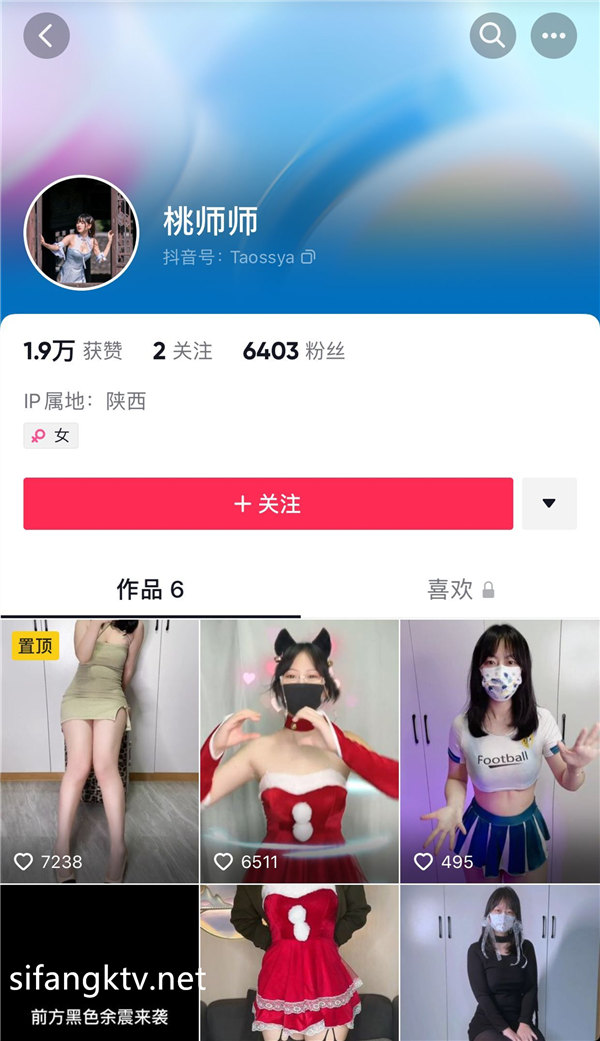 桃师师
抖音号：Taossya
1.9万 获赞 2 关注 6403 粉丝
IP属地：陕西
女
+ 关注
作品 6 喜欢
置顶
Football
7238 6511 495
sifangktv.net
前方黑色余震来袭